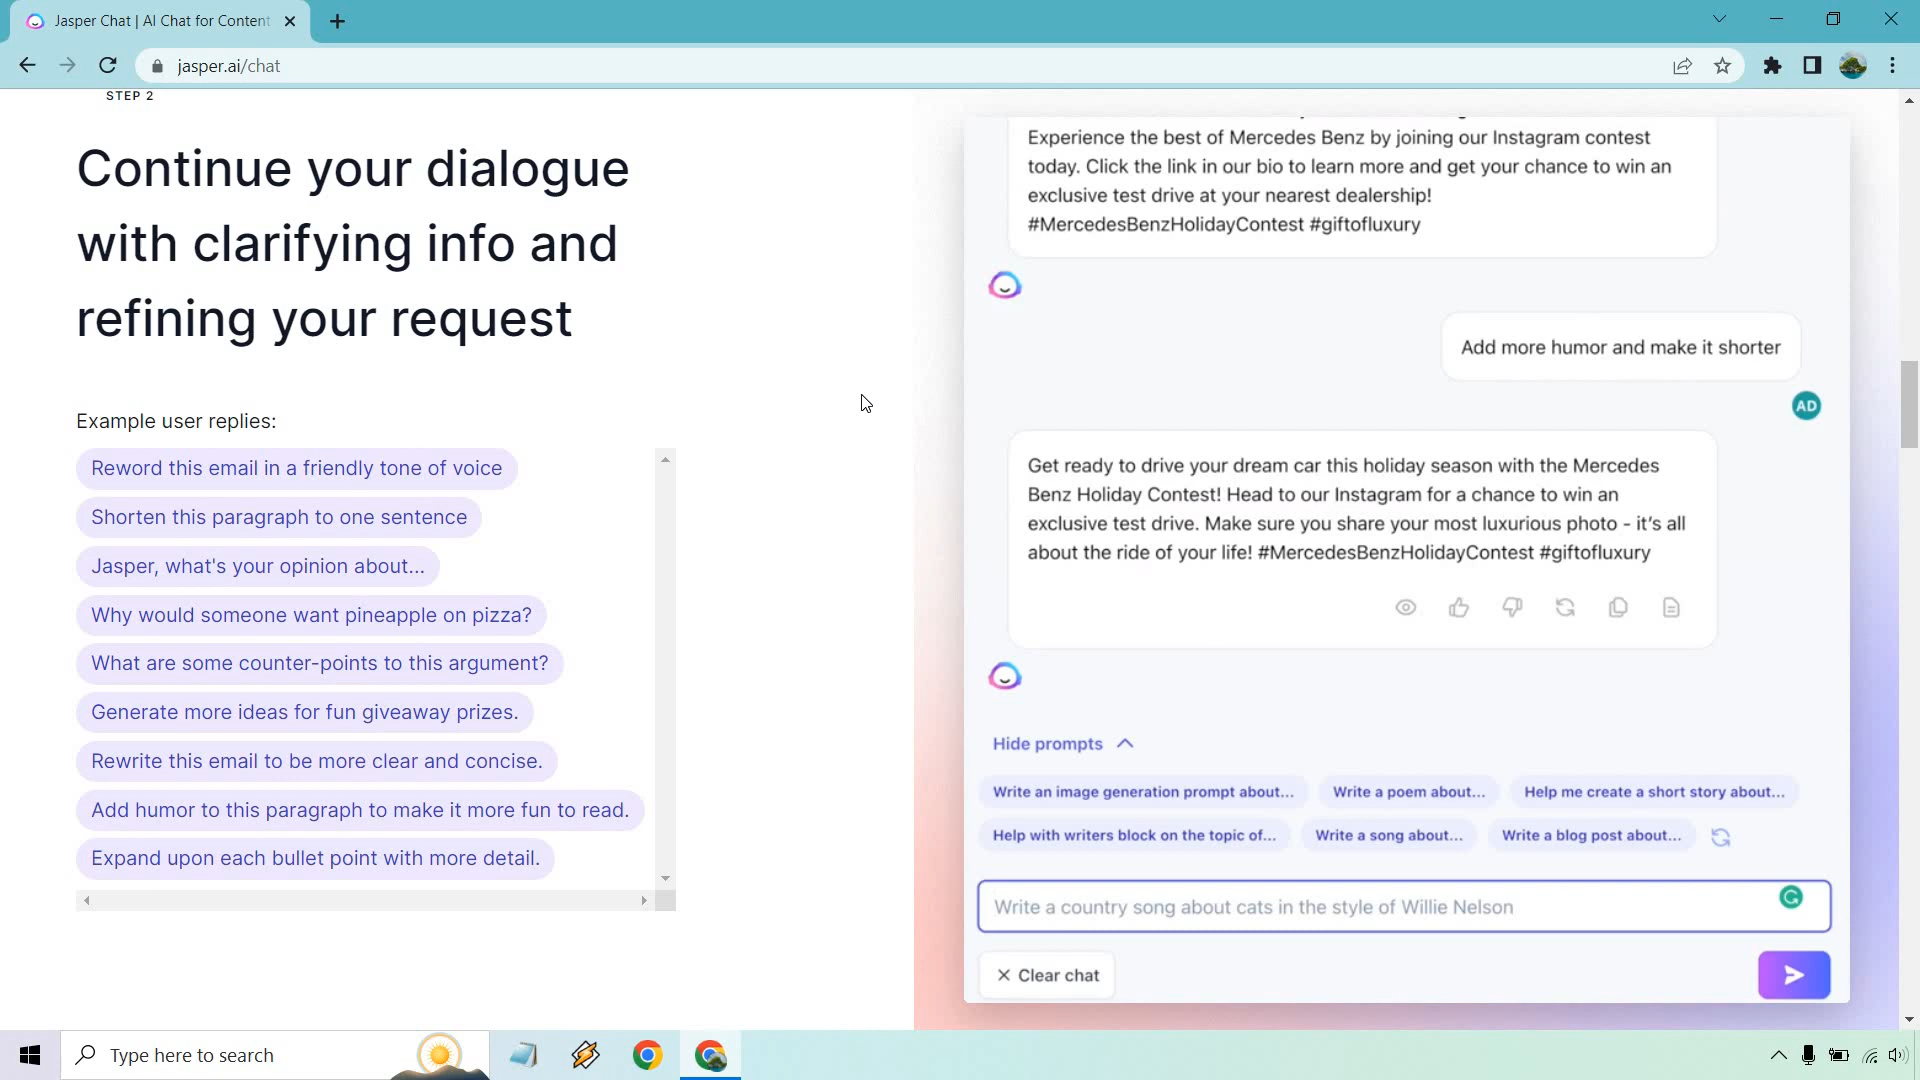 Jasper Chat | AI Chat for Content
jasper.ai/chat
STEP 2
Continue your dialogue
with clarifying info and
refining your request
Example user replies:
Reword this email in a friendly tone of voice
Shorten this paragraph to one sentence
Jasper, what's your opinion about...
Why would someone want pineapple on pizza?
What are some counter-points to this argument?
Generate more ideas for fun giveaway prizes.
Rewrite this email to be more clear and concise.
Add humor to this paragraph to make it more fun to read.
Expand upon each bullet point with more detail.
Experience the best of Mercedes Benz by joining our Instagram contest
today. Click the link in our bio to learn more and get your chance to win an
exclusive test drive at your nearest dealership!
#MercedesBenzHolidayContest #giftofluxury
Add more humor and make it shorter
AD
Get ready to drive your dream car this holiday season with the Mercedes
Benz Holiday Contest! Head to our Instagram for a chance to win an
exclusive test drive. Make sure you share your most luxurious photo - it's all
about the ride of your life! #MercedesBenzHolidayContest #giftofluxury
Hide prompts
Write an image generation prompt about...
Write a poem about...
Help me create a short story about...
Help with writers block on the topic of...
Write a song about...
Write a blog post about...
Write a country song about cats in the style of Willie Nelson
Clear chat
Type here to search